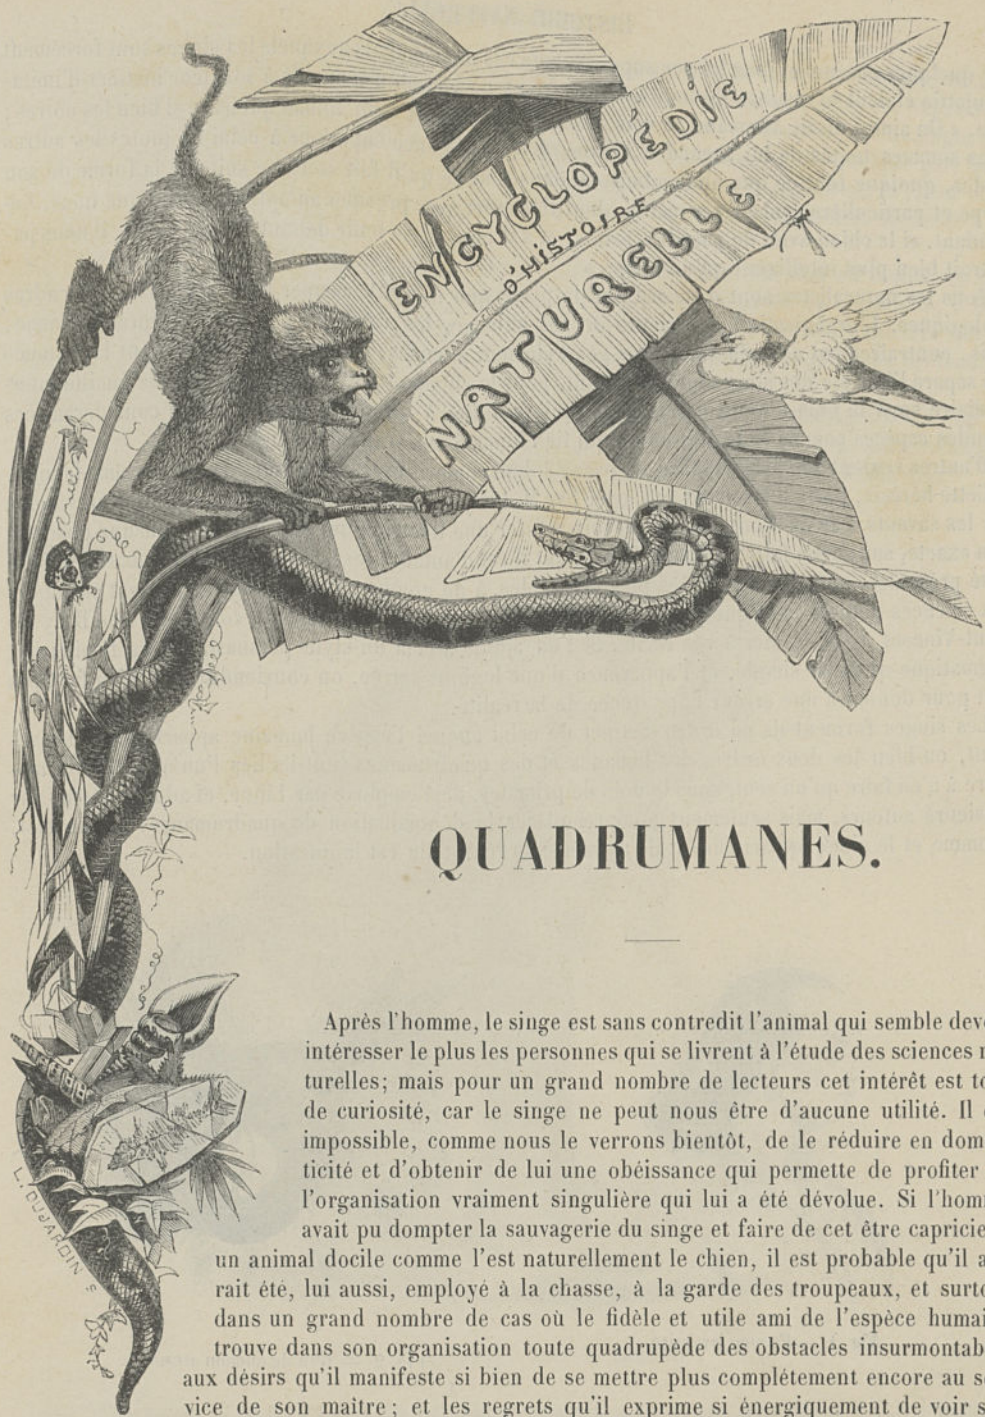 ENCYCLOPÉDIE
D'HISTOIRE
NATURELLE
QUADRUMANES.
Après l'homme, le singe est sans contredit l'animal qui semble dev
intéresser le plus les personnes qui se livrent à l'étude des sciences
turelles; mais pour un grand nombre de lecteurs cet intérêt est
de curiosité, car le singe ne peut nous être d'aucune utilité. Il
impossible, comme nous le verrons bientôt, de le réduire en dom
ticité et d'obtenir de lui une obéissance qui permette de profiter
l'organisation vraiment singulière qui lui a été dévolue. Si l'hom
avait pu dompter la sauvagerie du singe et faire de cet être capricie
un animal docile comme l'est naturellement le chien, il est probable qu'il a
rait été, lui aussi, employé à la chasse, à la garde des troupeaux, et surt
dans un grand nombre de cas où le fidèle et utile ami de l'espèce humai
trouve dans son organisation toute quadrupède des obstacles insurmontab
aux désirs qu'il manifeste si bien de se mettre plus complétement encore au s
vice de son maître; et les regrets qu'il exprime si énergiquement de voir s
L. DUJARDIN